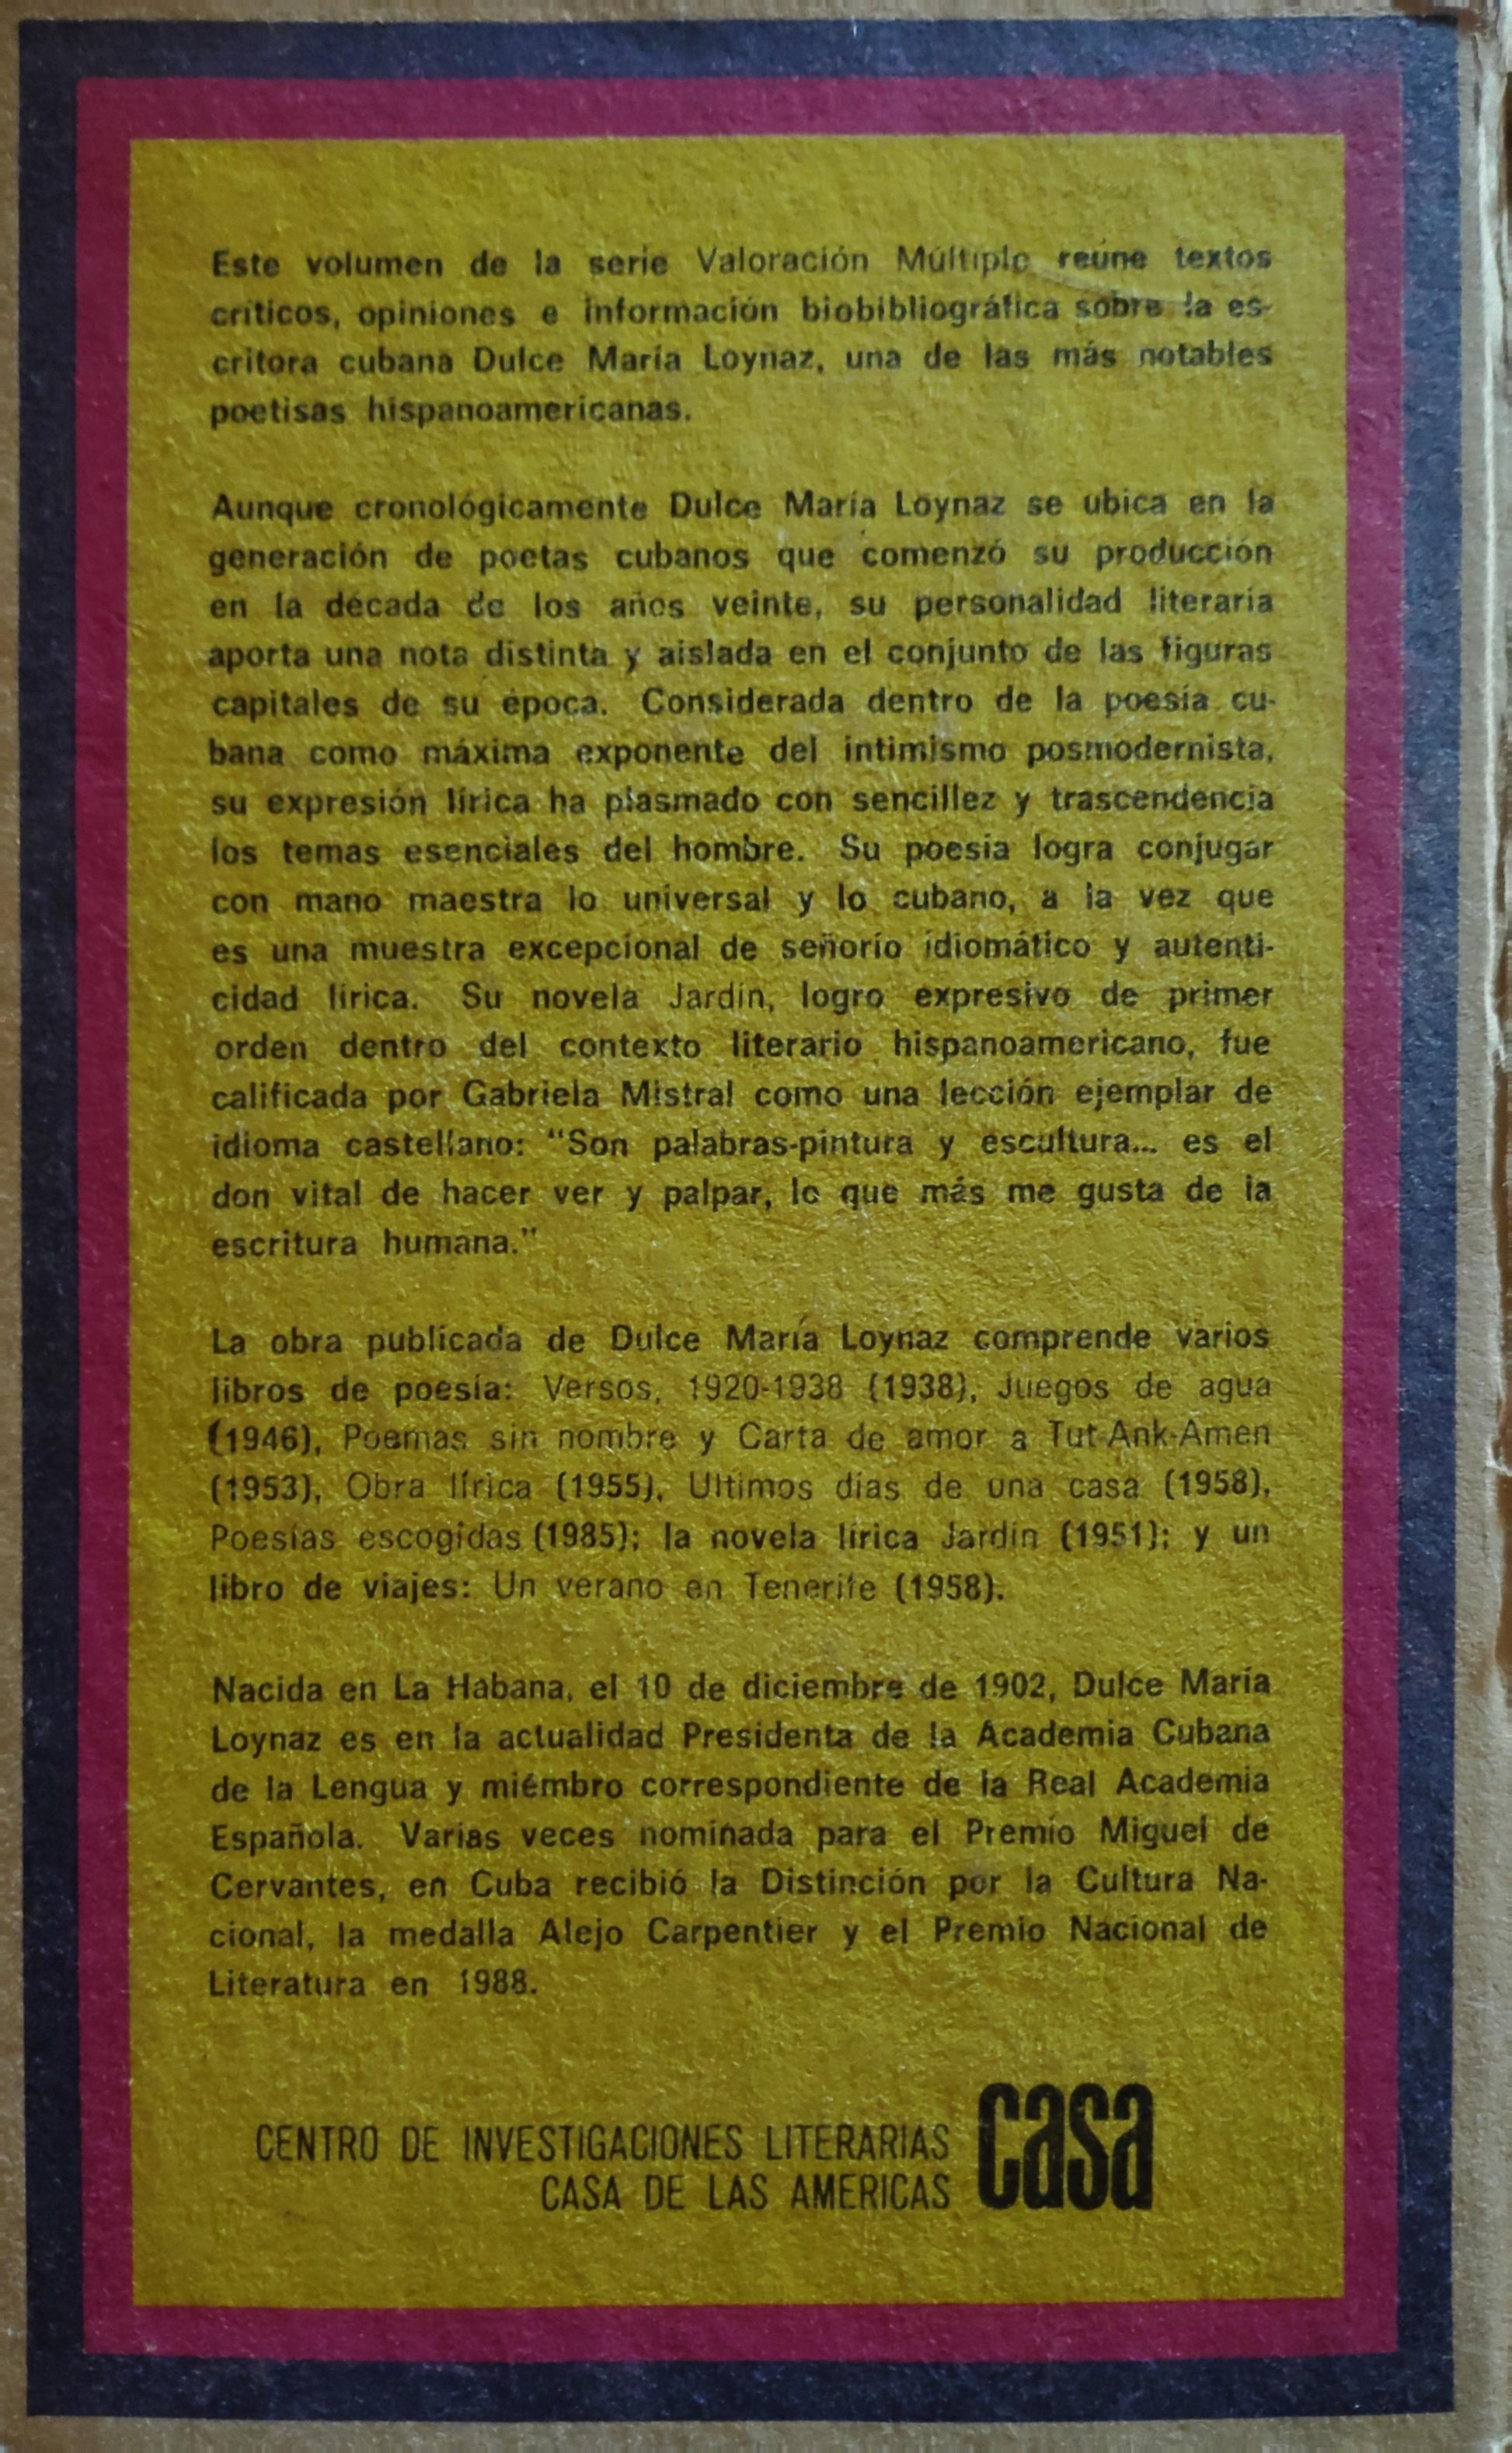 Este volumen de la serie Valoración Múltiple reúne textos
críticos, opiniones e información biobibliográfica sobre la es-
critora cubana Dulce María Loynaz, una de las más notables
poetisas hispanoamericanas.
Aunque cronológicamente Dulce María Loynaz se ubica en la
generación de poetas cubanos que comenzó su producción
en la década de los años veinte, su personalidad literaria
aporta una nota distinta y aislada en el conjunto de las figuras
capitales de su época. Considerada dentro de la poesía cu-
bana como máxima exponente del intimismo posmodernista,
su expresión lírica ha plasmado con sencillez y trascendencia
los temas esenciales del hombre. Su poesía logra conjugar
con mano maestra lo universal y lo cubano, a la vez que
es una muestra excepcional de señorío idiomático y autenti-
cidad lírica. Su novela Jardín, logro expresivo de primer
orden dentro del contexto literario hispanoamericano, fue
calificada por Gabriela Mistral como una lección ejemplar de
idioma castellano: "Son palabras-pintura y escultura... es el
don vital de hacer ver y palpar, lo que más me gusta de la
escritura humana."
La obra publicada de Dulce María Loynaz comprende varios
libros de poesía: Versos, 1920-1938 (1938), Juegos de agua
(1946), Poemas sin nombre y Carta de amor a Tut-Ank-Amen
(1953), Obra lírica (1955), Ultimos días de una casa (1958),
Poesías escogidas (1985); la novela lírica Jardín (1951); y un
libro de viajes: Un verano en Tenerife (1958).
Nacida en La Habana, el 10 de diciembre de 1902, Dulce María
Loynaz es en la actualidad Presidenta de la Academia Cubana
de la Lengua y miémbro correspondiente de la Real Academia
Española. Varias veces nominada para el Premio Miguel de
Cervantes, en Cuba recibió la Distinción por la Cultura Na-
cional, la medalla Alejo Carpentier y el Premio Nacional de
Literatura en 1988.
CENTRO DE INVESTIGACIONES LITERARIAS
CASA DE LAS AMERICAS
casa